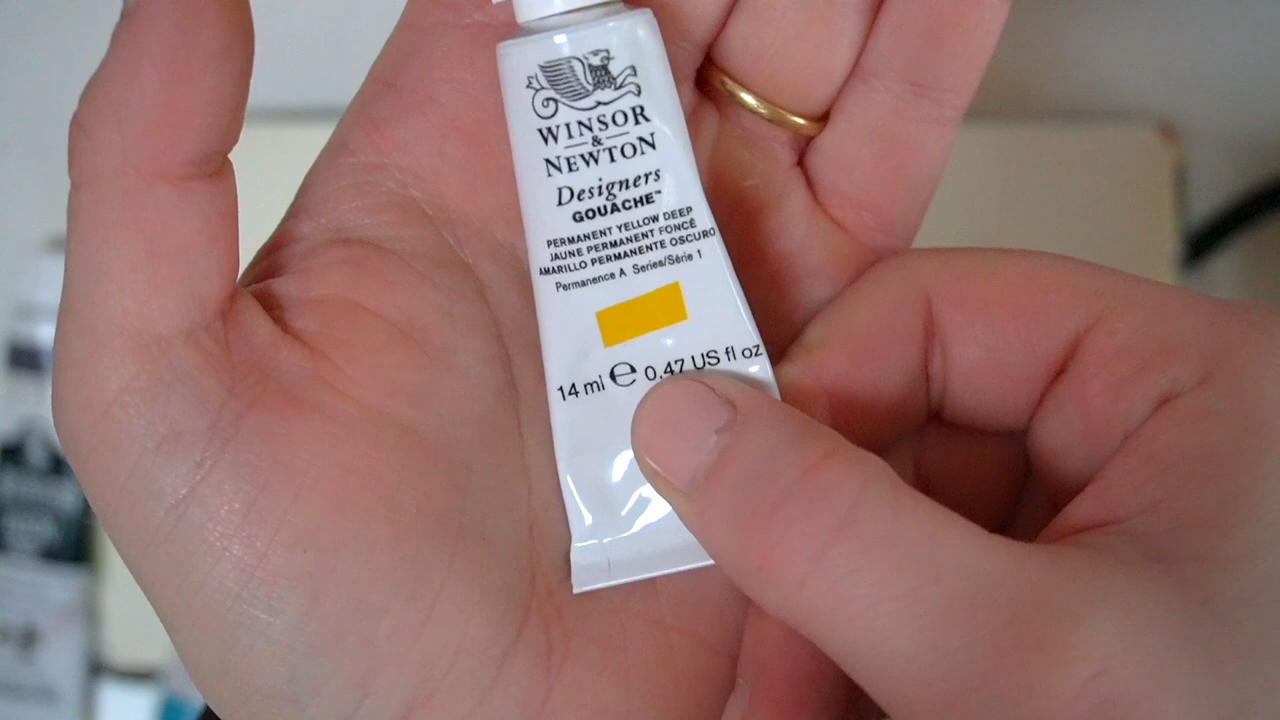 WINSOR
&
NEWTON
Designers
GOUACHE™
PERMANENT YELLOW DEEP
JAUNE PERMANENT FONCÉ
AMARILLO PERMANENTE OSCURO
Permanence A Series/Série 1
14 ml e 0,47 US fl oz